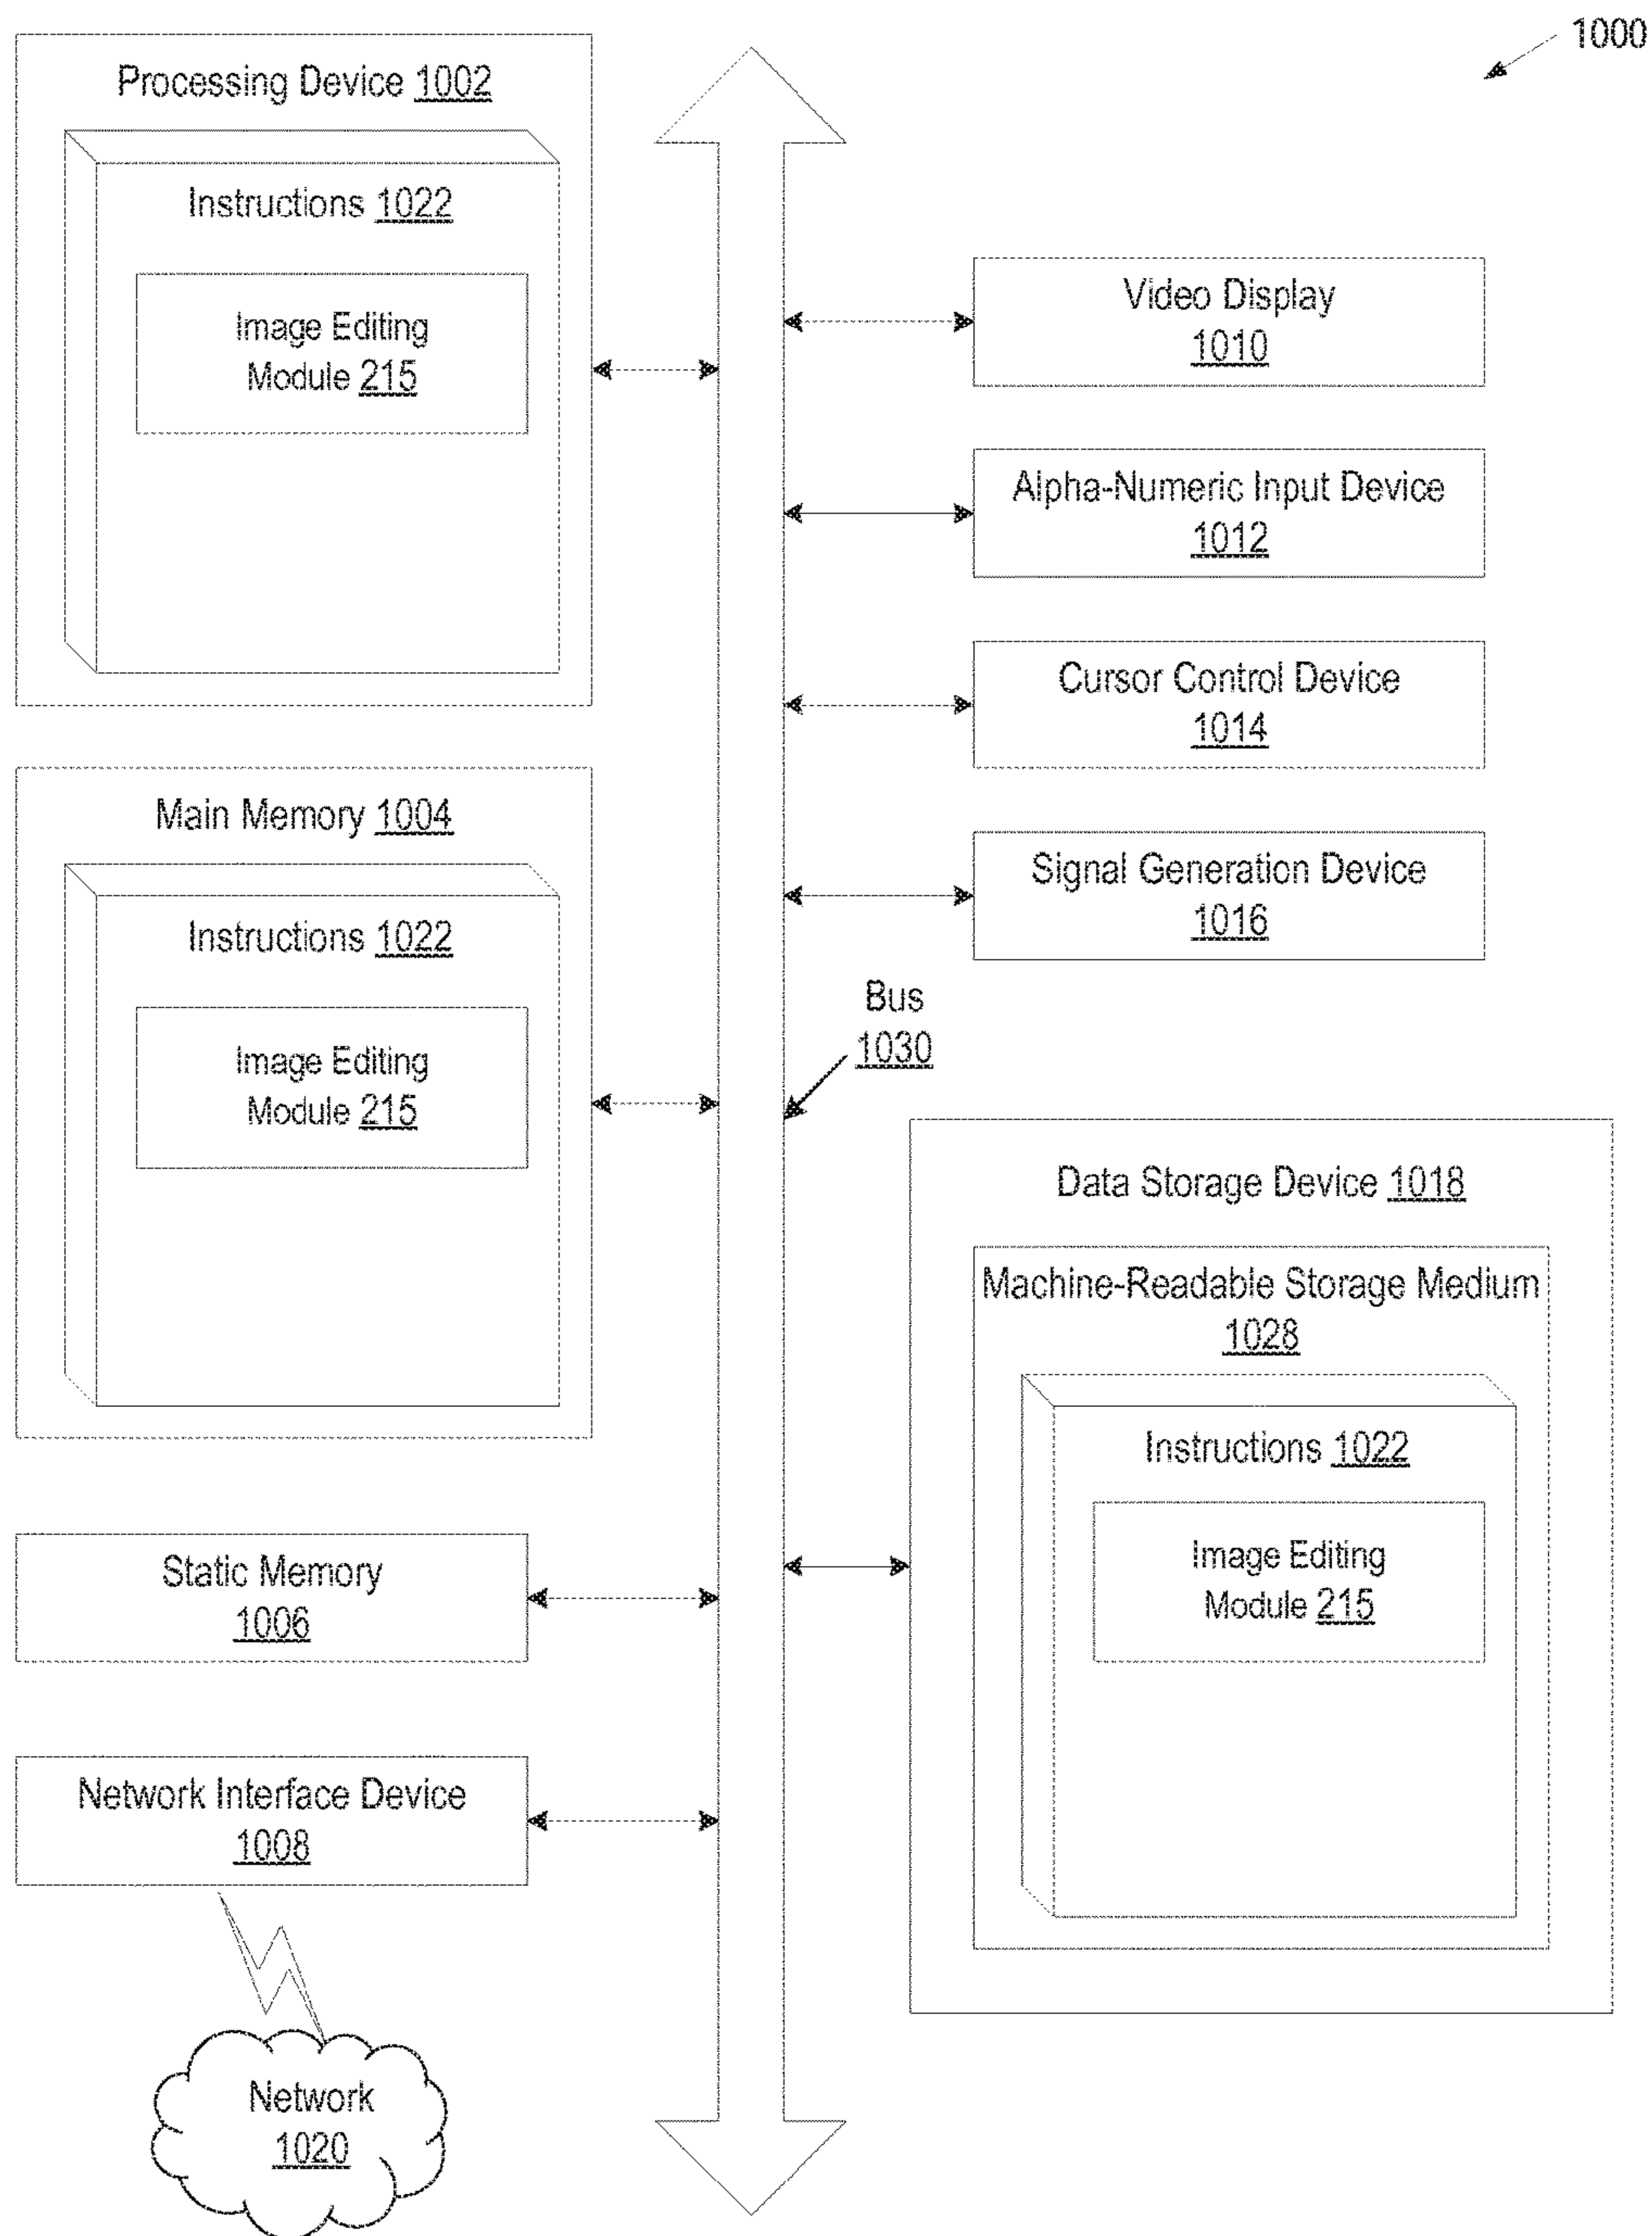 1000
Processing Device 1002
Instructions 1022
Image Editing
Module 215
Main Memory 1004
Instructions 1022
Image Editing
Module 215
Static Memory
1006
Network Interface Device
1008
Network
1020
Video Display
1010
Alpha-Numeric Input Device
1012
Cursor Control Device
1014
Signal Generation Device
1016
Bus
1030
Data Storage Device 1018
Machine-Readable Storage Medium
1028
Instructions 1022
Image Editing
Module 215